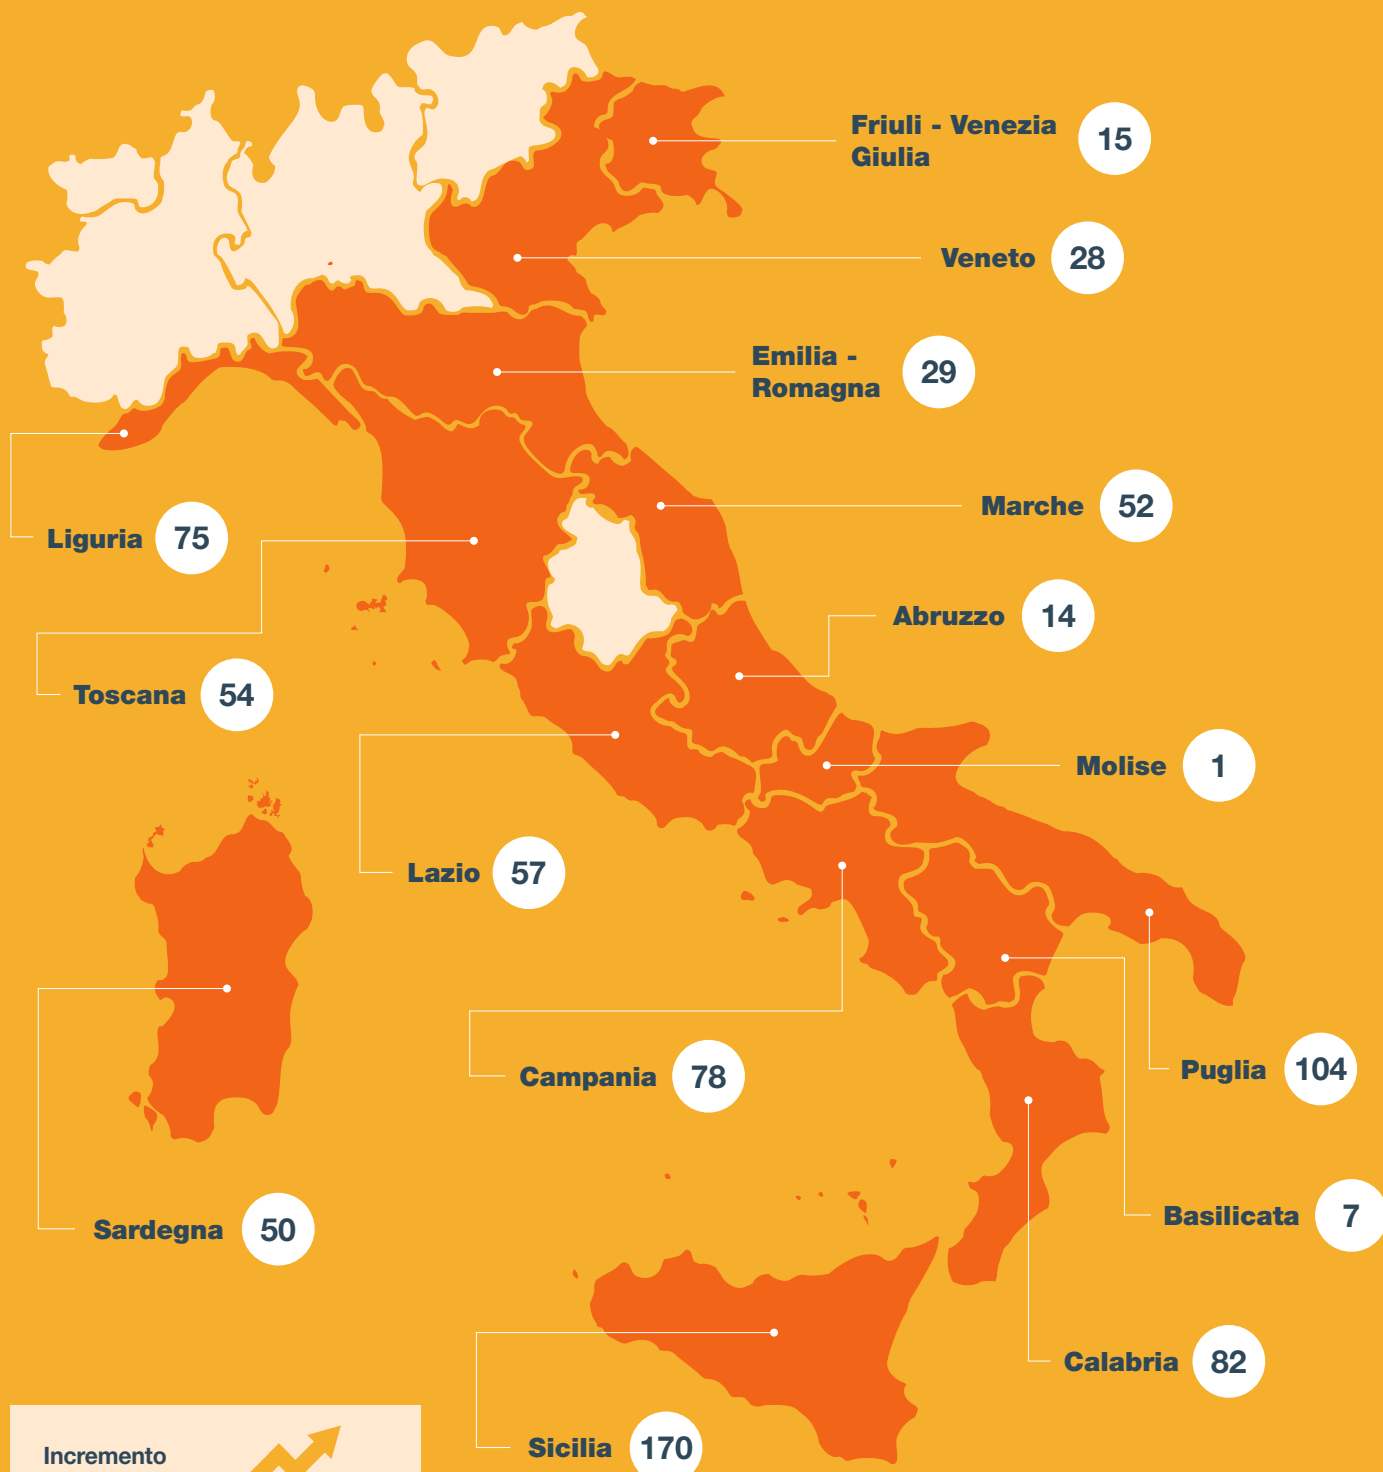 Friuli - Venezia
Giulia
15
Veneto
28
Emilia -
Romagna
29
Marche
52
Liguria
75
Abruzzo
14
Toscana
54
Molise
1
Lazio
57
Campania
78
Puglia
104
Sardegna
50
Basilicata
7
Calabria
82
Sicilia
170
Incremento